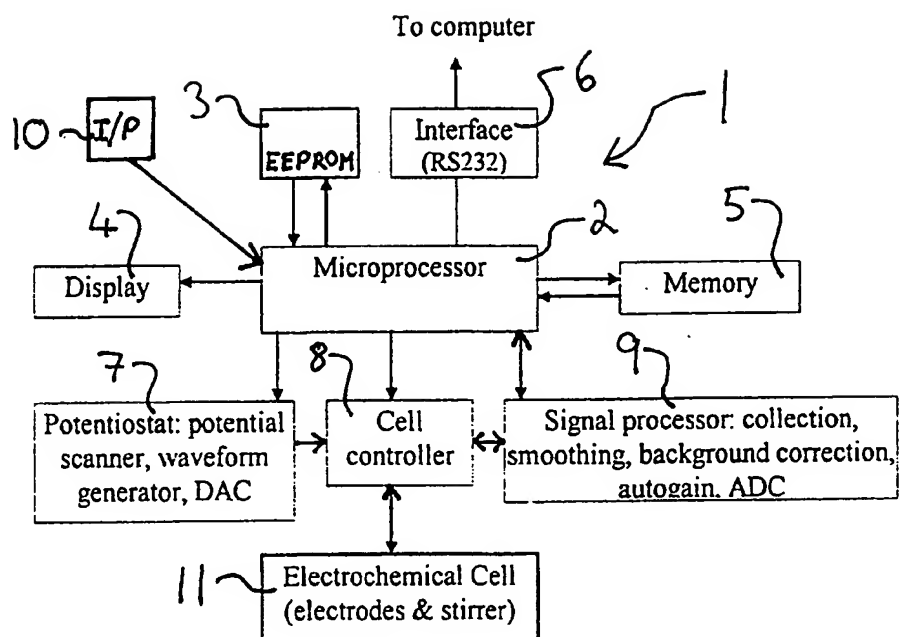 To computer
3
6
1
10
I/P
EEPROM
Interface
(RS232)
4
2
5
Microprocessor
Display
Memory
7
8
9
Potentiostat: potential
scanner, waveform
generator, DAC
Cell
controller
Signal processor: collection,
smoothing, background correction,
autogain, ADC
11
Electrochemical Cell
(electrodes & stirrer)